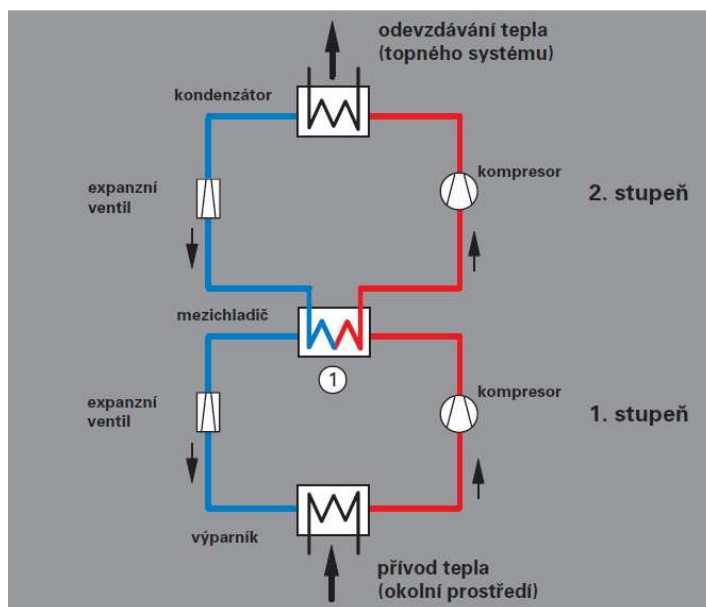 odevzdávání tepla
(topného systému)
kondenzátor
expanzní
ventil
kompresor
2. stupeň
mezichladič
1
expanzní
ventil
kompresor
1. stupeň
výparník
přívod tepla
(okolní prostředí)